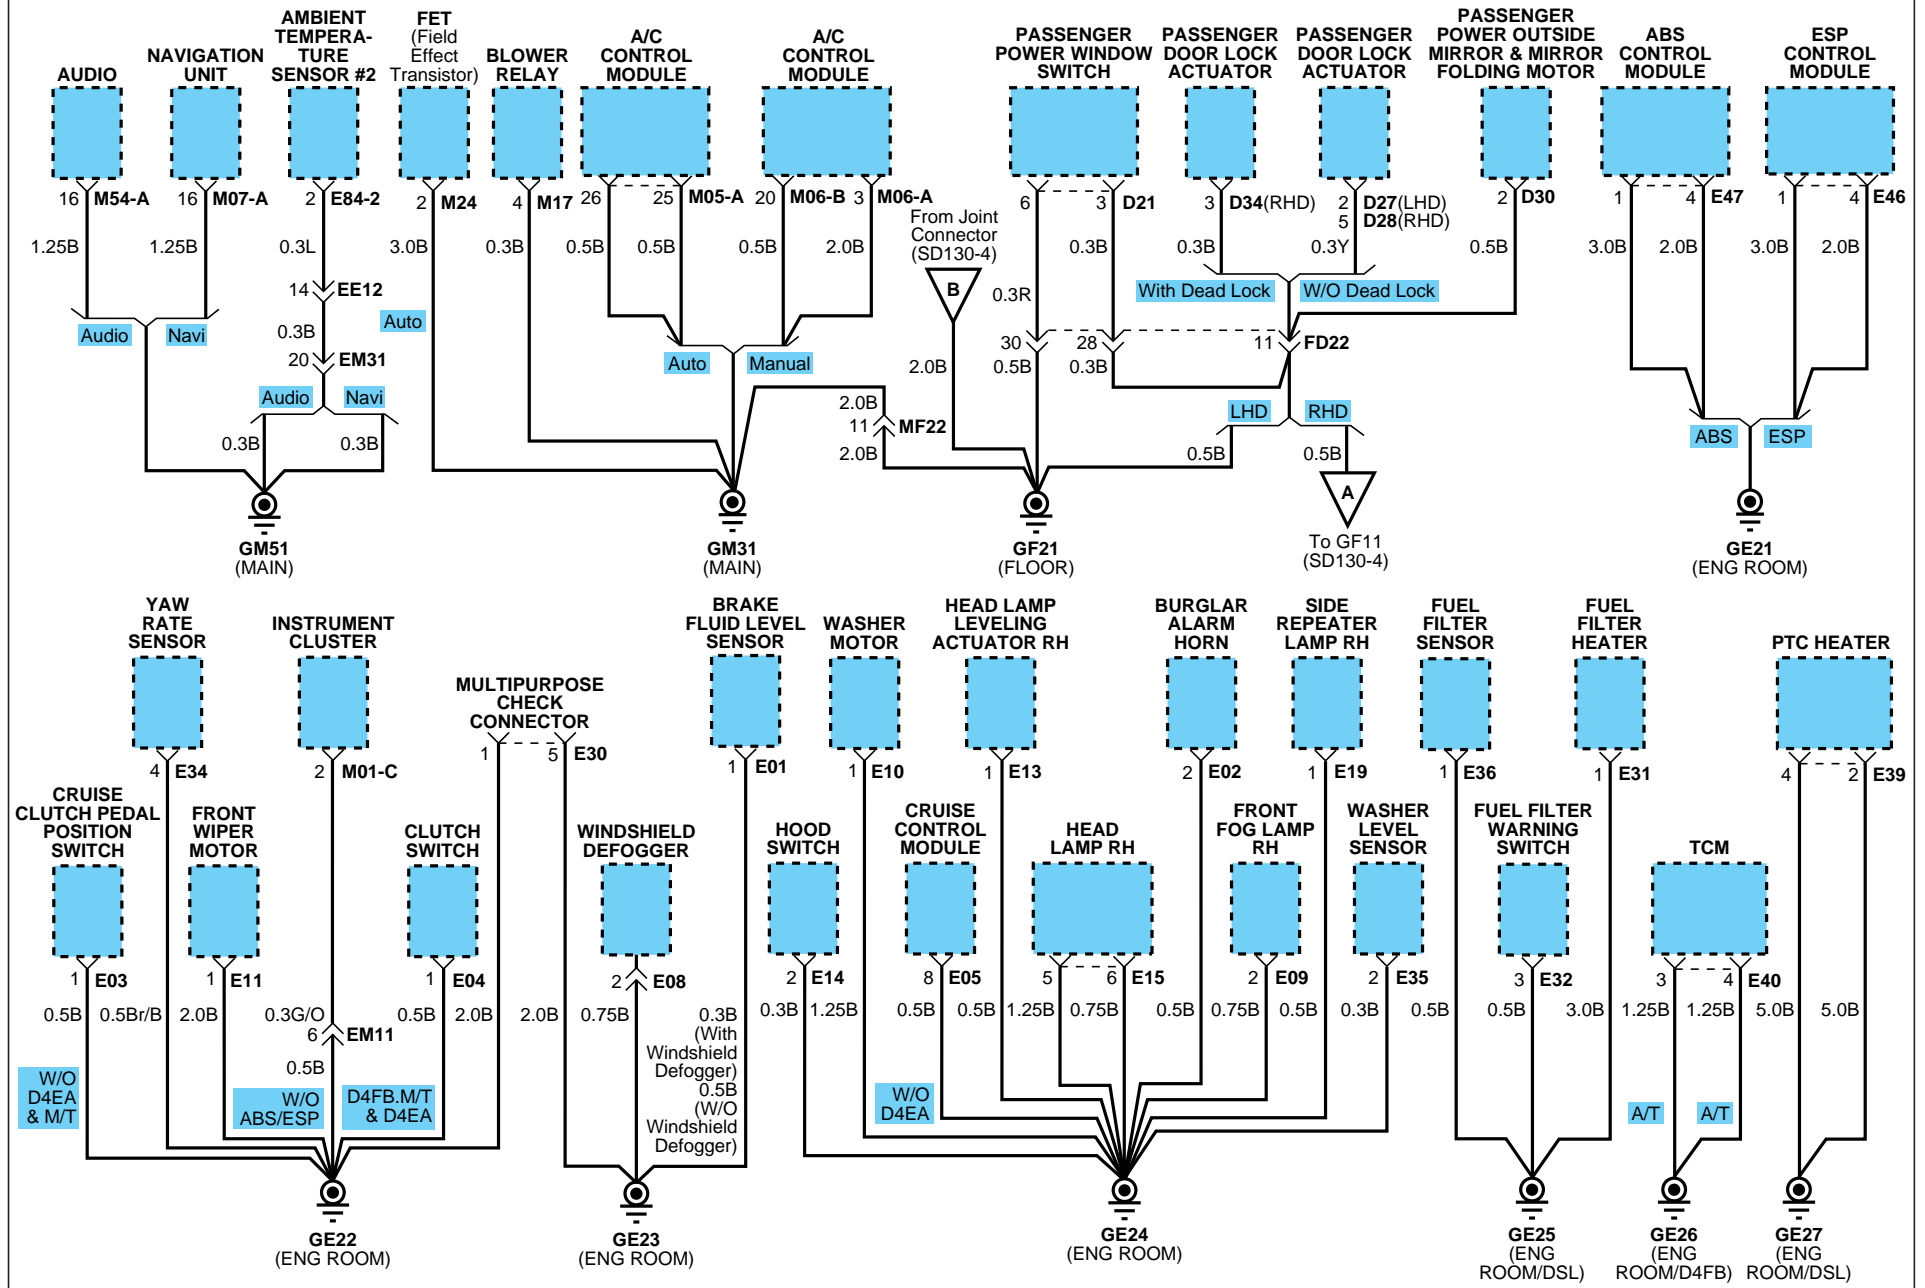 AUDIO
NAVIGATION
UNIT
AMBIENT
TEMPERA-
TURE
SENSOR #2
FET
(Field
Effect
Transistor)
BLOWER
RELAY
A/C
CONTROL
MODULE
A/C
CONTROL
MODULE
PASSENGER
POWER WINDOW
SWITCH
PASSENGER
DOOR LOCK
ACTUATOR
PASSENGER
DOOR LOCK
ACTUATOR
PASSENGER
POWER OUTSIDE
MIRROR & MIRROR
FOLDING MOTOR
ABS
CONTROL
MODULE
ESP
CONTROL
MODULE
16 M54-A
16 M07-A
2 E84-2
2 M24
4 M17
26 25 M05-A
20 M06-B
3 M06-A
6 3 D21
3 D34(RHD)
2 D27(LHD)
5 D28(RHD)
2 D30
1 4 E47
1 4 E46
From Joint
Connector
(SD130-4)
B
1.25B 1.25B 0.3L 3.0B 0.3B 0.5B 0.5B 0.5B 2.0B 0.3B 0.3B 0.3Y 0.5B 3.0B 2.0B 3.0B 2.0B
14 EE12
0.3R
With Dead Lock
W/O Dead Lock
Audio Navi
0.3B
Auto
20 EM31
30 28 11 FD22
Auto Manual
2.0B 0.5B 0.3B
Audio Navi
2.0B
11 MF22
2.0B
LHD RHD
0.3B 0.3B
0.5B 0.5B
ABS ESP
A
To GF11
(SD130-4)
GM51
(MAIN)
GM31
(MAIN)
GF21
(FLOOR)
GE21
(ENG ROOM)
YAW
RATE
SENSOR
INSTRUMENT
CLUSTER
MULTIPURPOSE
CHECK
CONNECTOR
BRAKE
FLUID LEVEL
SENSOR
WASHER
MOTOR
HEAD LAMP
LEVELING
ACTUATOR RH
BURGLAR
ALARM
HORN
SIDE
REPEATER
LAMP RH
FUEL
FILTER
SENSOR
FUEL
FILTER
HEATER
PTC HEATER
4 E34
2 M01-C
1 5 E30
1 E01
1 E10
1 E13
2 E02
1 E19
1 E36
1 E31
4 2 E39
CRUISE
CLUTCH PEDAL
POSITION
SWITCH
FRONT
WIPER
MOTOR
CLUTCH
SWITCH
WINDSHIELD
DEFOGGER
HOOD
SWITCH
CRUISE
CONTROL
MODULE
HEAD
LAMP RH
FRONT
FOG LAMP
RH
WASHER
LEVEL
SENSOR
FUEL FILTER
WARNING
SWITCH
TCM
1 E03
1 E11
1 E04
2 E08
2 E14
8 E05
5 6 E15
2 E09
2 E35
3 E32
3 4 E40
0.5B 0.5Br/B 2.0B 0.3G/O 0.5B 2.0B 2.0B 0.75B
6 EM11
0.5B
0.3B
(With
Windshield
Defogger)
0.5B
(W/O
Windshield
Defogger)
0.3B 1.25B 0.5B 0.5B 1.25B 0.75B 0.5B 0.75B 0.5B 0.3B 0.5B 0.5B 3.0B 1.25B 1.25B 5.0B 5.0B
W/O
D4EA
& M/T
W/O
ABS/ESP
D4FB.M/T
& D4EA
W/O
D4EA
A/T A/T
GE22
(ENG ROOM)
GE23
(ENG ROOM)
GE24
(ENG ROOM)
GE25
(ENG
ROOM/DSL)
GE26
(ENG
ROOM/D4FB)
GE27
(ENG
ROOM/DSL)